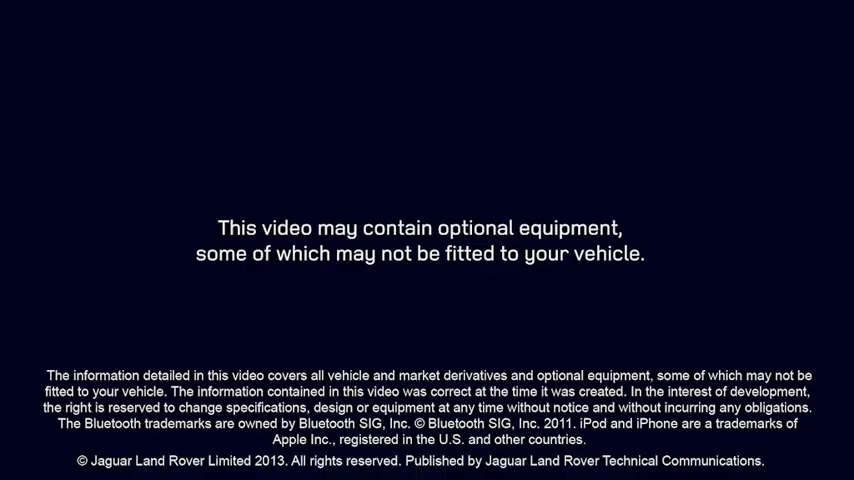 This video may contain optional equipment,
some of which may not be fitted to your vehicle.
The information detailed in this video covers all vehicle and market derivatives and optional equipment, some of which may not be
fitted to your vehicle. The information contained in this video was correct at the time it was created. In the interest of development,
the right is reserved to change specifications, design or equipment at any time without notice and without incurring any obligations.
The Bluetooth trademarks are owned by Bluetooth SIG, Inc. © Bluetooth SIG, Inc. 2011. iPod and iPhone are a trademarks of
Apple Inc., registered in the U.S. and other countries.
© Jaguar Land Rover Limited 2013. All rights reserved. Published by Jaguar Land Rover Technical Communications.